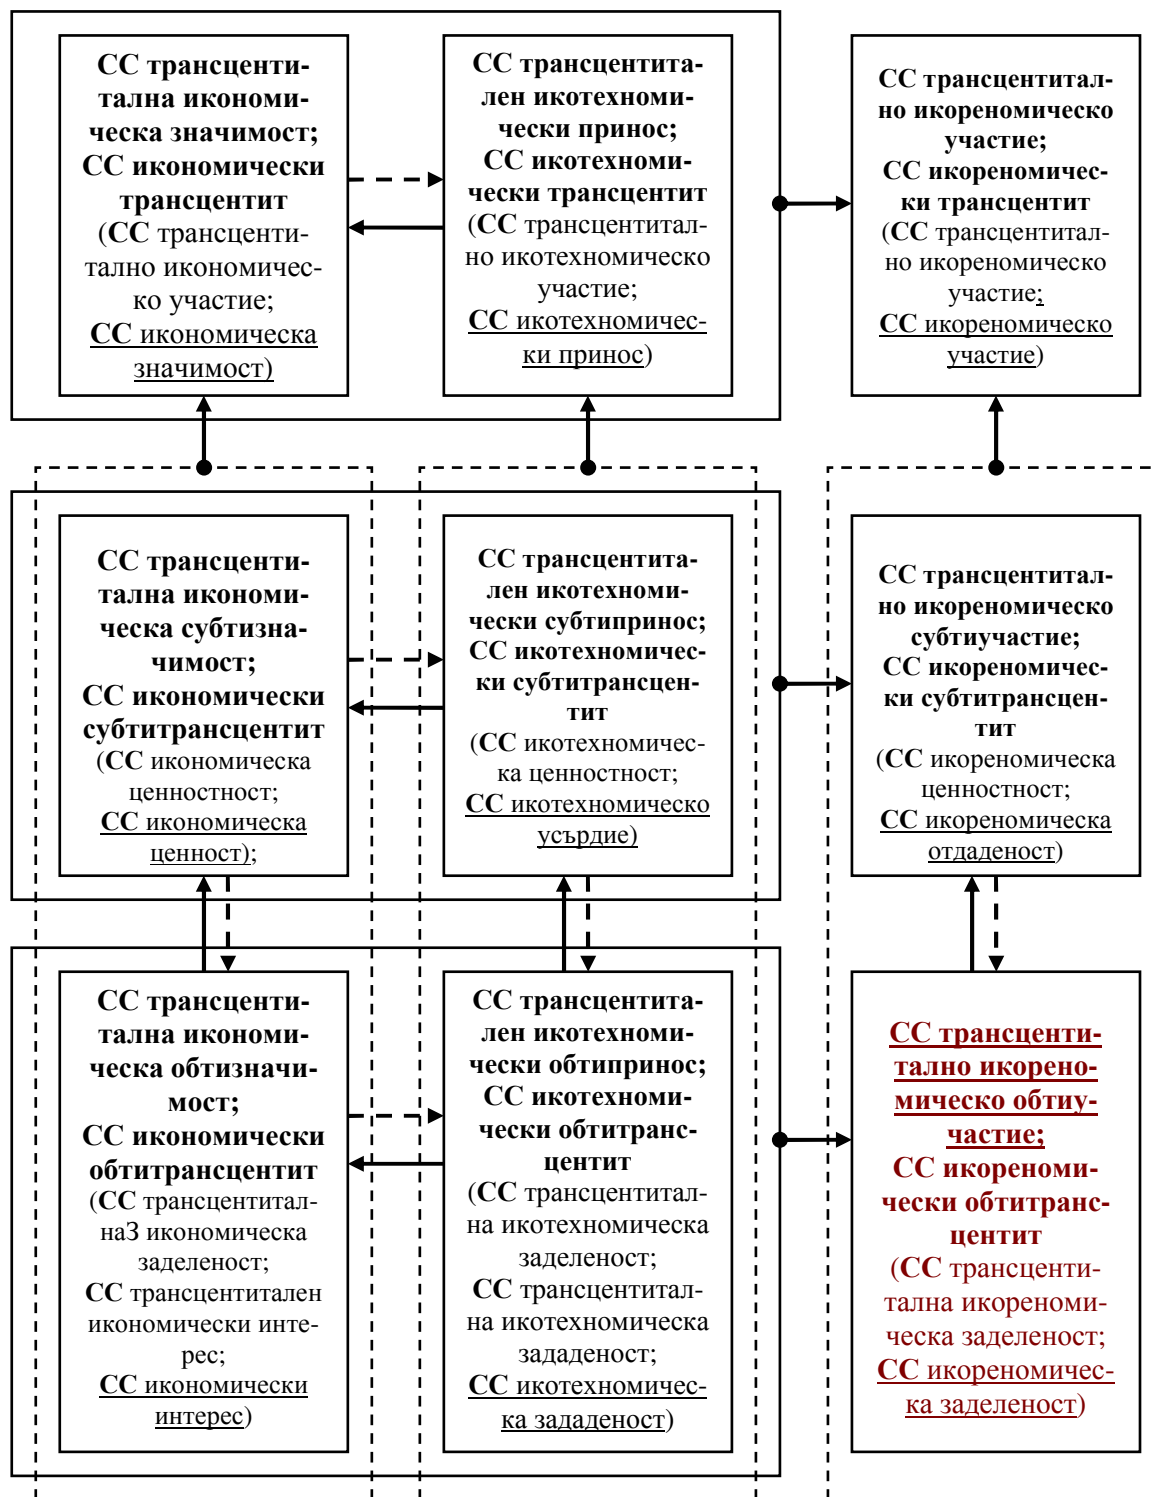 СС трансценти-
тална икономи-
ческа значимост;
СС икономически
трансцентит
(СС трансценти-
тално икономичес-
ко участие;
СС икономическа
значимост)
СС трансцентита-
лен икотехноми-
чески принос;
СС икотехноми-
чески трансцентит
(СС трансцентитал-
но икотехномическо
участие;
СС икотехномичес-
ки принос)
СС трансцентитал-
но икореномическо
участие;
СС икореномичес-
ки трансцентит
(СС трансцентитал-
но икореномическо
участие;
СС икореномическо
участие)
СС трансценти-
тална икономи-
ческа субтизна-
чимост;
СС икономически
субтитрансцентит
(СС икономическа
ценностност;
СС икономическа
ценност);
СС трансцентита-
лен икотехноми-
чески субтипринос;
СС икотехномичес-
ки субтитрансцен-
тит
(СС икотехномичес-
ка ценностност;
СС икотехномическо
усърдие)
СС трансцентитал-
но икореномическо
субтиучастие;
СС икореномичес-
ки субтитрансцен-
тит
(СС икореномическа
ценностност;
СС икореномическа
отдаденост)
СС трансценти-
тална икономи-
ческа обтизначи-
мост;
СС икономически
обтитрансцентит
(СС трансцентитал-
наЗ икономическа
заделеност;
СС трансцентитален
икономически инте-
рес;
СС икономически
интерес)
СС трансцентита-
лен икотехноми-
чески обтипринос;
СС икотехноми-
чески обтитранс-
центит
(СС трансцентитал-
на икотехномическа
заделеност;
СС трансцентитал-
на икотехномическа
зададеност;
СС икотехномичес-
ка зададеност)
СС трансценти-
тално икорено-
мическо обтиу-
частие;
СС икореноми-
чески обтитранс-
центит
(СС трансценти-
тална икореноми-
ческа заделеност;
СС икореномичес-
ка заделеност)